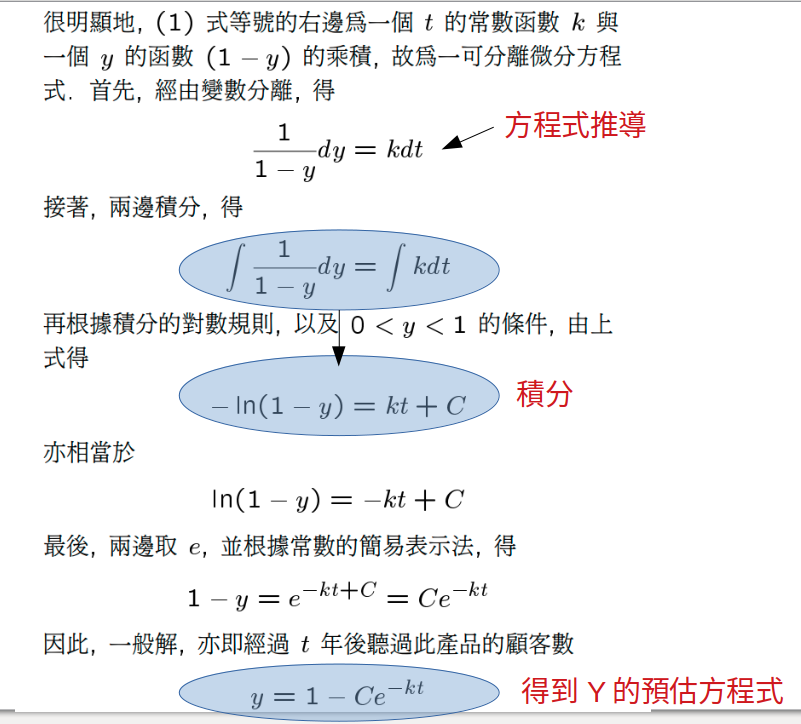 很明顯地, (1) 式等號的右邊爲一個 t 的常數函數 k 與
一個 y 的函數 (1 − y) 的乘積, 故爲一可分離微分方程
式. 首先, 經由變數分離, 得
方程式推導
1/(1 − y) dy = kdt
接著, 兩邊積分, 得
∫ 1/(1 − y) dy = ∫ kdt
再根據積分的對數規則, 以及 0 < y < 1 的條件, 由上
式得
− ln(1 − y) = kt + C
積分
亦相當於
ln(1 − y) = −kt + C
最後, 兩邊取 e, 並根據常數的簡易表示法, 得
1 − y = e^{−kt+C} = Ce^{−kt}
因此, 一般解, 亦即經過 t 年後聽過此產品的顧客數
y = 1 − Ce^{−kt}
得到 Y 的預估方程式